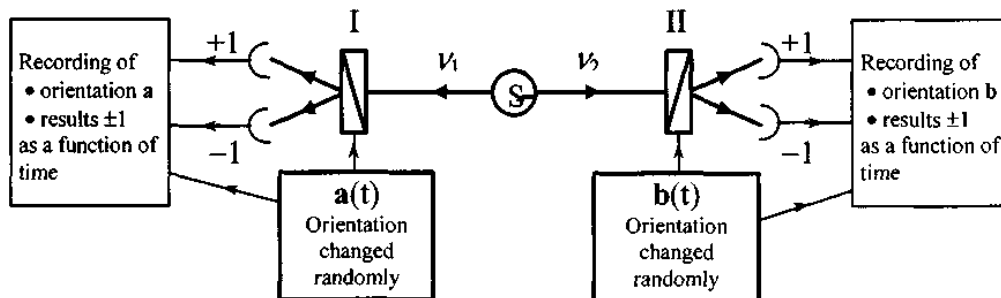 I
II
+1
+1
Recording of
• orientation a
• results ±1
as a function of
time
ν₁
S
ν₂
Recording of
• orientation b
• results ±1
as a function of
time
−1
−1
a(t)
Orientation
changed
randomly
b(t)
Orientation
changed
randomly